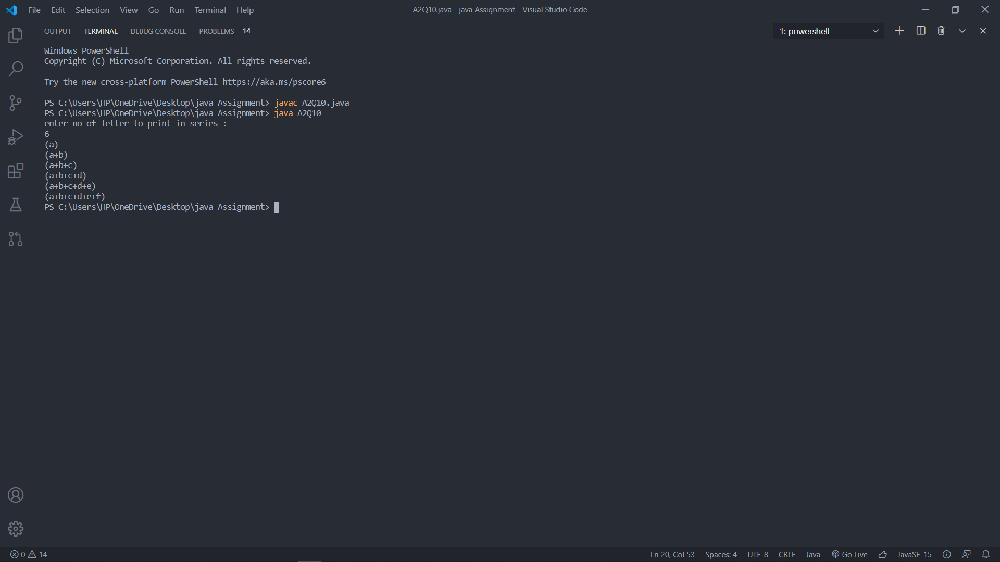 File Edit Selection View Go Run Terminal Help
A2Q10.java - java Assignment - Visual Studio Code
OUTPUT TERMINAL DEBUG CONSOLE PROBLEMS 14
1: powershell
Windows PowerShell
Copyright (C) Microsoft Corporation. All rights reserved.
Try the new cross-platform PowerShell https://aka.ms/pscore6
PS C:\Users\HP\OneDrive\Desktop\java Assignment> javac A2Q10.java
PS C:\Users\HP\OneDrive\Desktop\java Assignment> java A2Q10
enter no of letter to print in series :
6
(a)
(a+b)
(a+b+c)
(a+b+c+d)
(a+b+c+d+e)
(a+b+c+d+e+f)
PS C:\Users\HP\OneDrive\Desktop\java Assignment>
0 14
Ln 20, Col 53 Spaces: 4 UTF-8 CRLF Java Go Live JavaSE-15